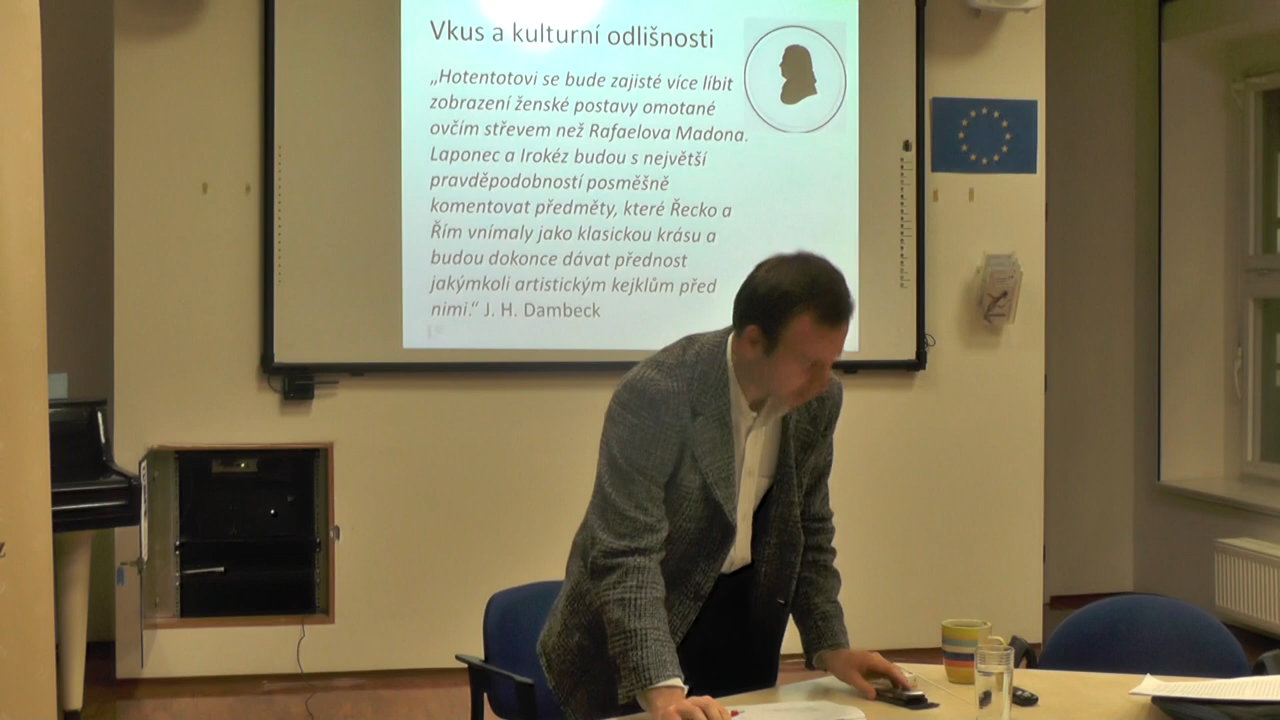 Vkus a kulturní odlišnosti
„Hotentotovi se bude zajisté více líbit
zobrazení ženské postavy omotané
ovčím střevem než Rafaelova Madona.
Laponec a Irokéz budou s největší
pravděpodobností posměšně
komentovat předměty, které Řecko a
Řím vnímaly jako klasickou krásu a
budou dokonce dávat přednost
jakýmkoli artistickým kejklům před
nimi.“ J. H. Dambeck